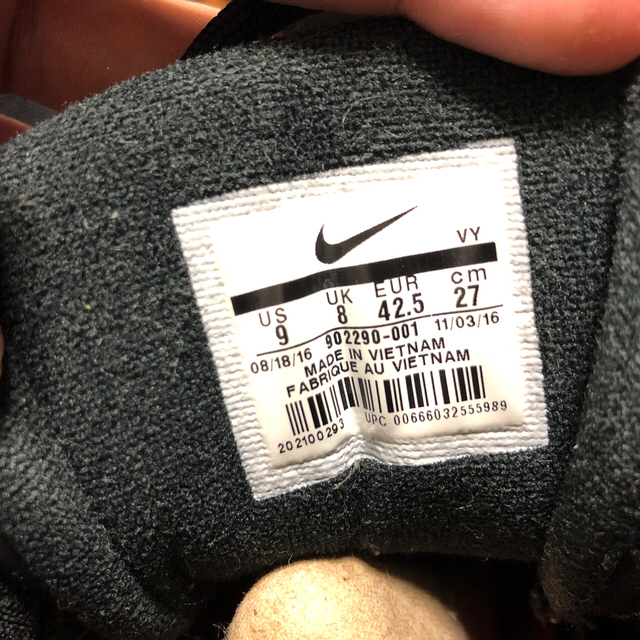 VY
US UK EUR cm
9 8 42.5 27
08/18/16 902290-001 11/03/16
MADE IN VIETNAM
FABRIQUE AU VIETNAM
202100293 UPC 00666032555989